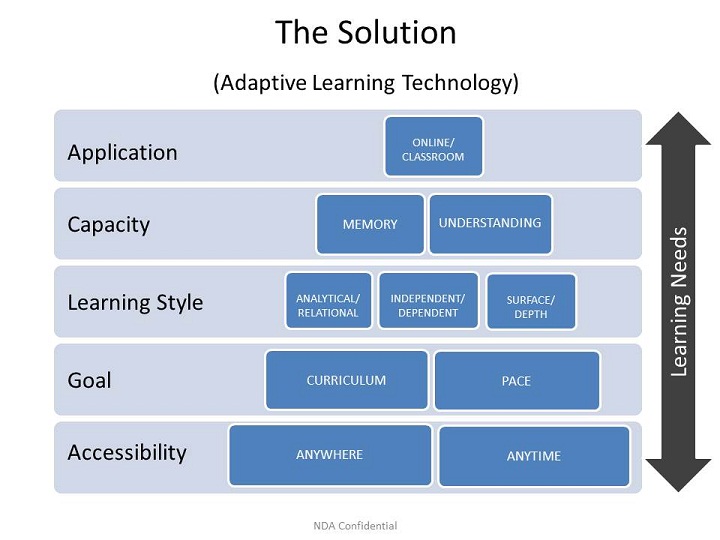 The Solution
(Adaptive Learning Technology)
Application
ONLINE/
CLASSROOM
Capacity
MEMORY
UNDERSTANDING
Learning Style
ANALYTICAL/
RELATIONAL
INDEPENDENT/
DEPENDENT
SURFACE/
DEPTH
Goal
CURRICULUM
PACE
Accessibility
ANYWHERE
ANYTIME
Learning Needs
NDA Confidential